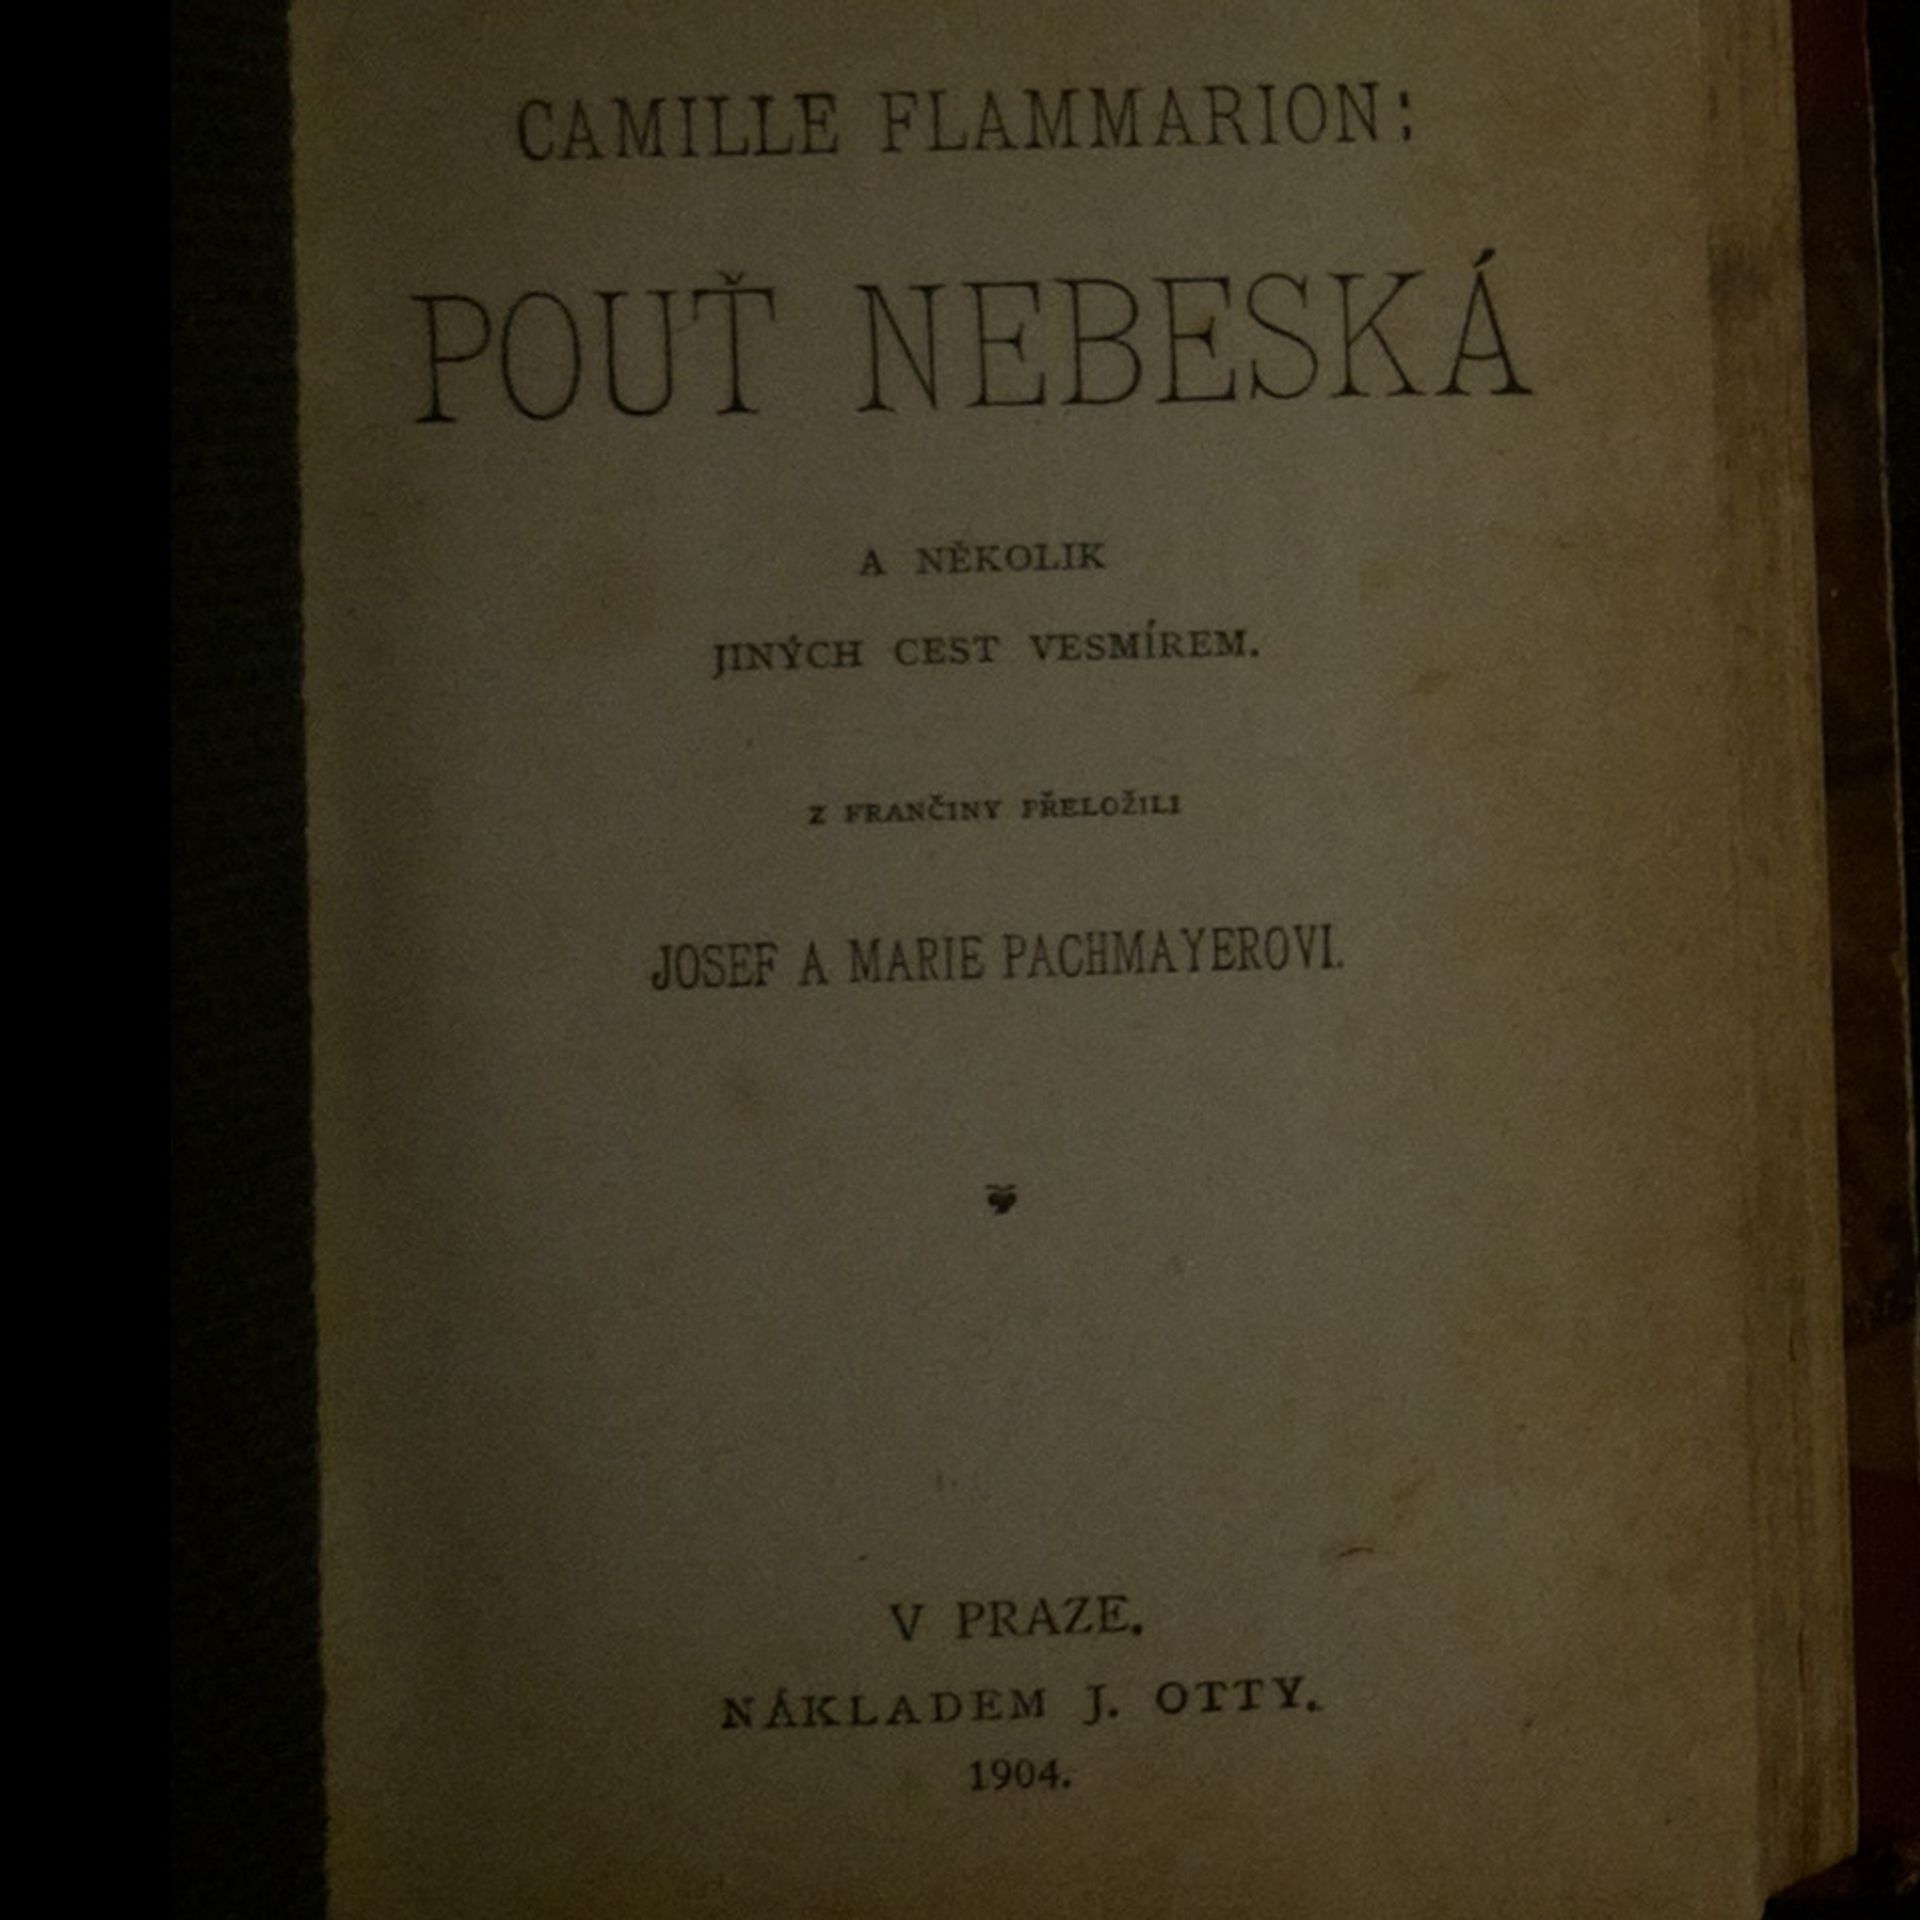 CAMILLE FLAMMARION:
POUŤ NEBESKÁ
A NĚKOLIK
JINÝCH CEST VESMÍREM.
Z FRANČINY PŘELOŽILI
JOSEF A MARIE PACHMAYEROVI.
V PRAZE.
NÁKLADEM J. OTTY.
1904.